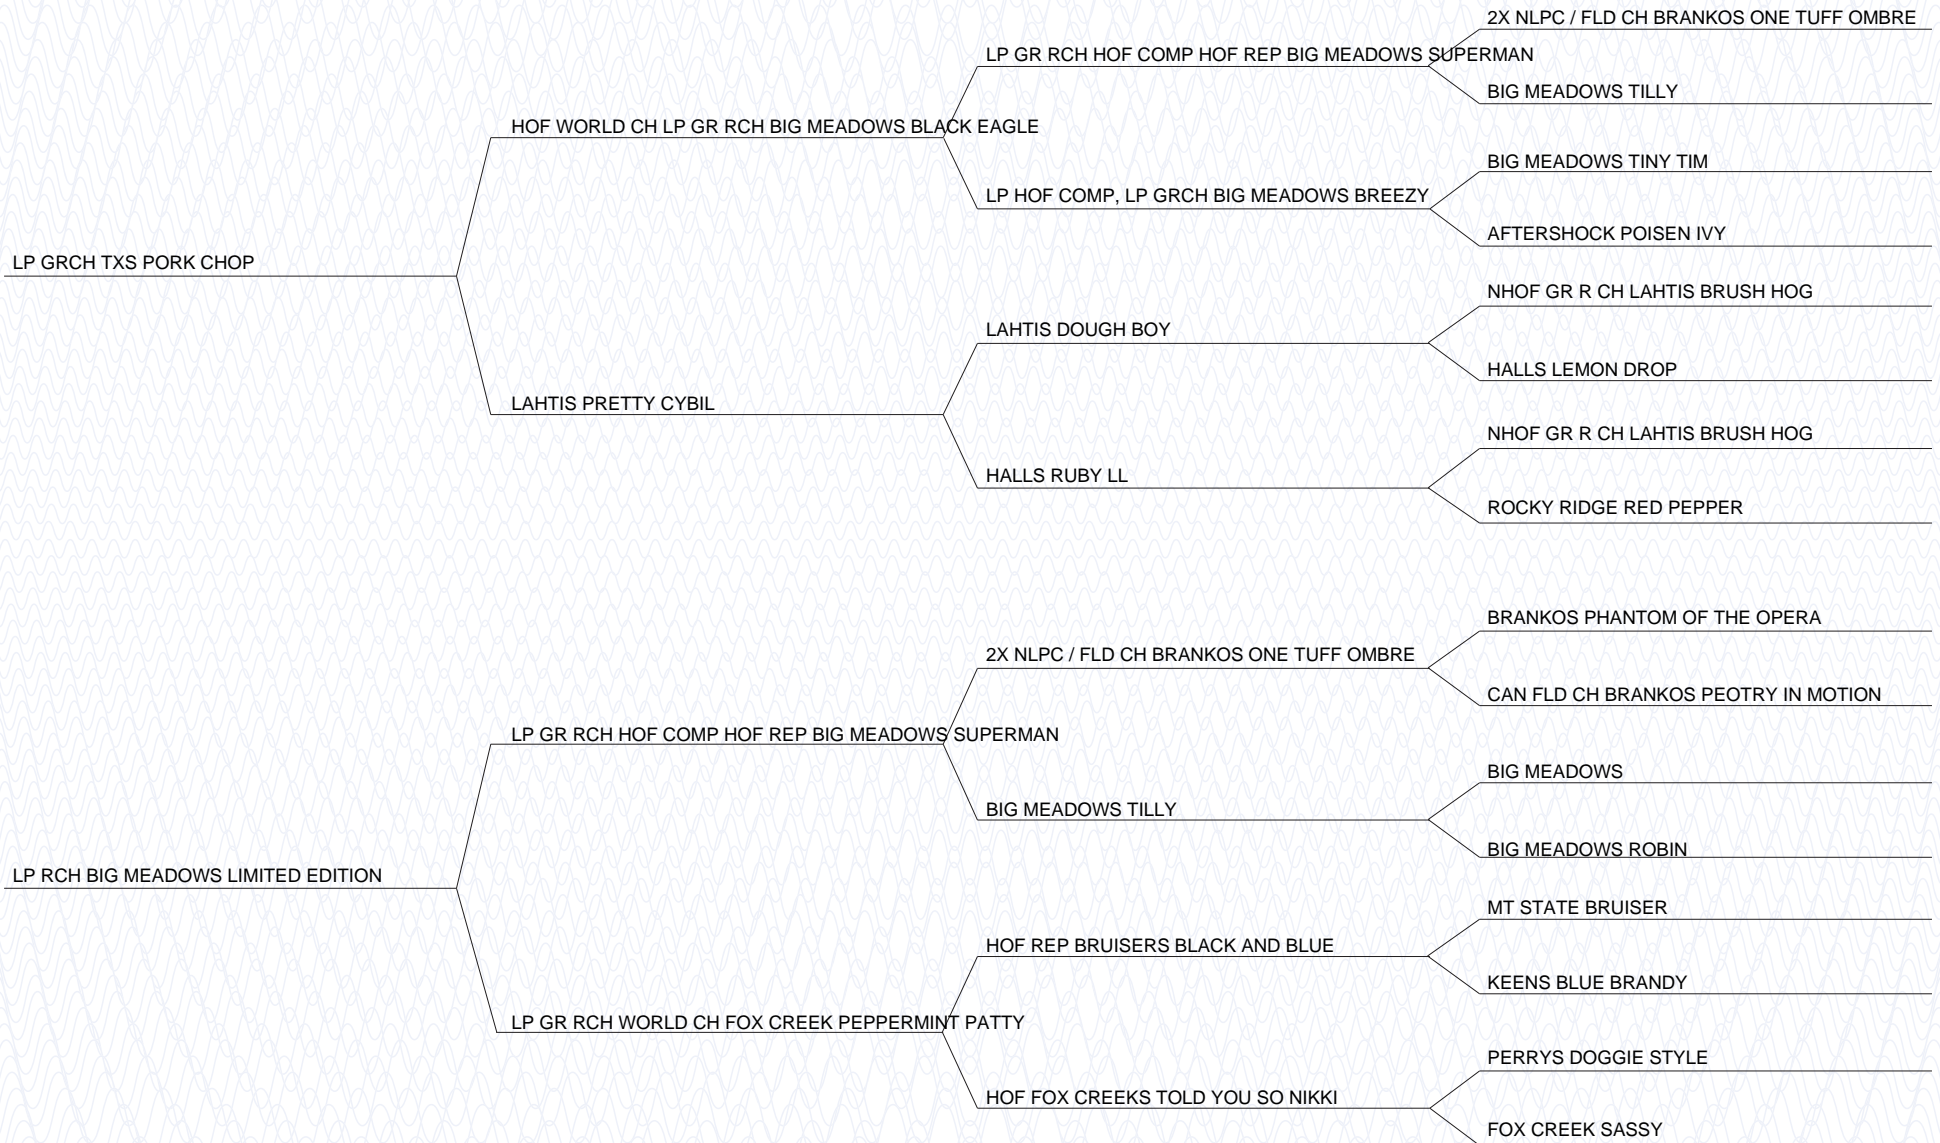 2X NLPC / FLD CH BRANKOS ONE TUFF OMBRE
LP GR RCH HOF COMP HOF REP BIG MEADOWS SUPERMAN
BIG MEADOWS TILLY
HOF WORLD CH LP GR RCH BIG MEADOWS BLACK EAGLE
BIG MEADOWS TINY TIM
LP HOF COMP, LP GRCH BIG MEADOWS BREEZY
AFTERSHOCK POISEN IVY
LP GRCH TXS PORK CHOP
NHOF GR R CH LAHTIS BRUSH HOG
LAHTIS DOUGH BOY
HALLS LEMON DROP
LAHTIS PRETTY CYBIL
NHOF GR R CH LAHTIS BRUSH HOG
HALLS RUBY LL
ROCKY RIDGE RED PEPPER
BRANKOS PHANTOM OF THE OPERA
2X NLPC / FLD CH BRANKOS ONE TUFF OMBRE
CAN FLD CH BRANKOS PEOTRY IN MOTION
LP GR RCH HOF COMP HOF REP BIG MEADOWS SUPERMAN
BIG MEADOWS
BIG MEADOWS TILLY
BIG MEADOWS ROBIN
LP RCH BIG MEADOWS LIMITED EDITION
MT STATE BRUISER
HOF REP BRUISERS BLACK AND BLUE
KEENS BLUE BRANDY
LP GR RCH WORLD CH FOX CREEK PEPPERMINT PATTY
PERRYS DOGGIE STYLE
HOF FOX CREEKS TOLD YOU SO NIKKI
FOX CREEK SASSY